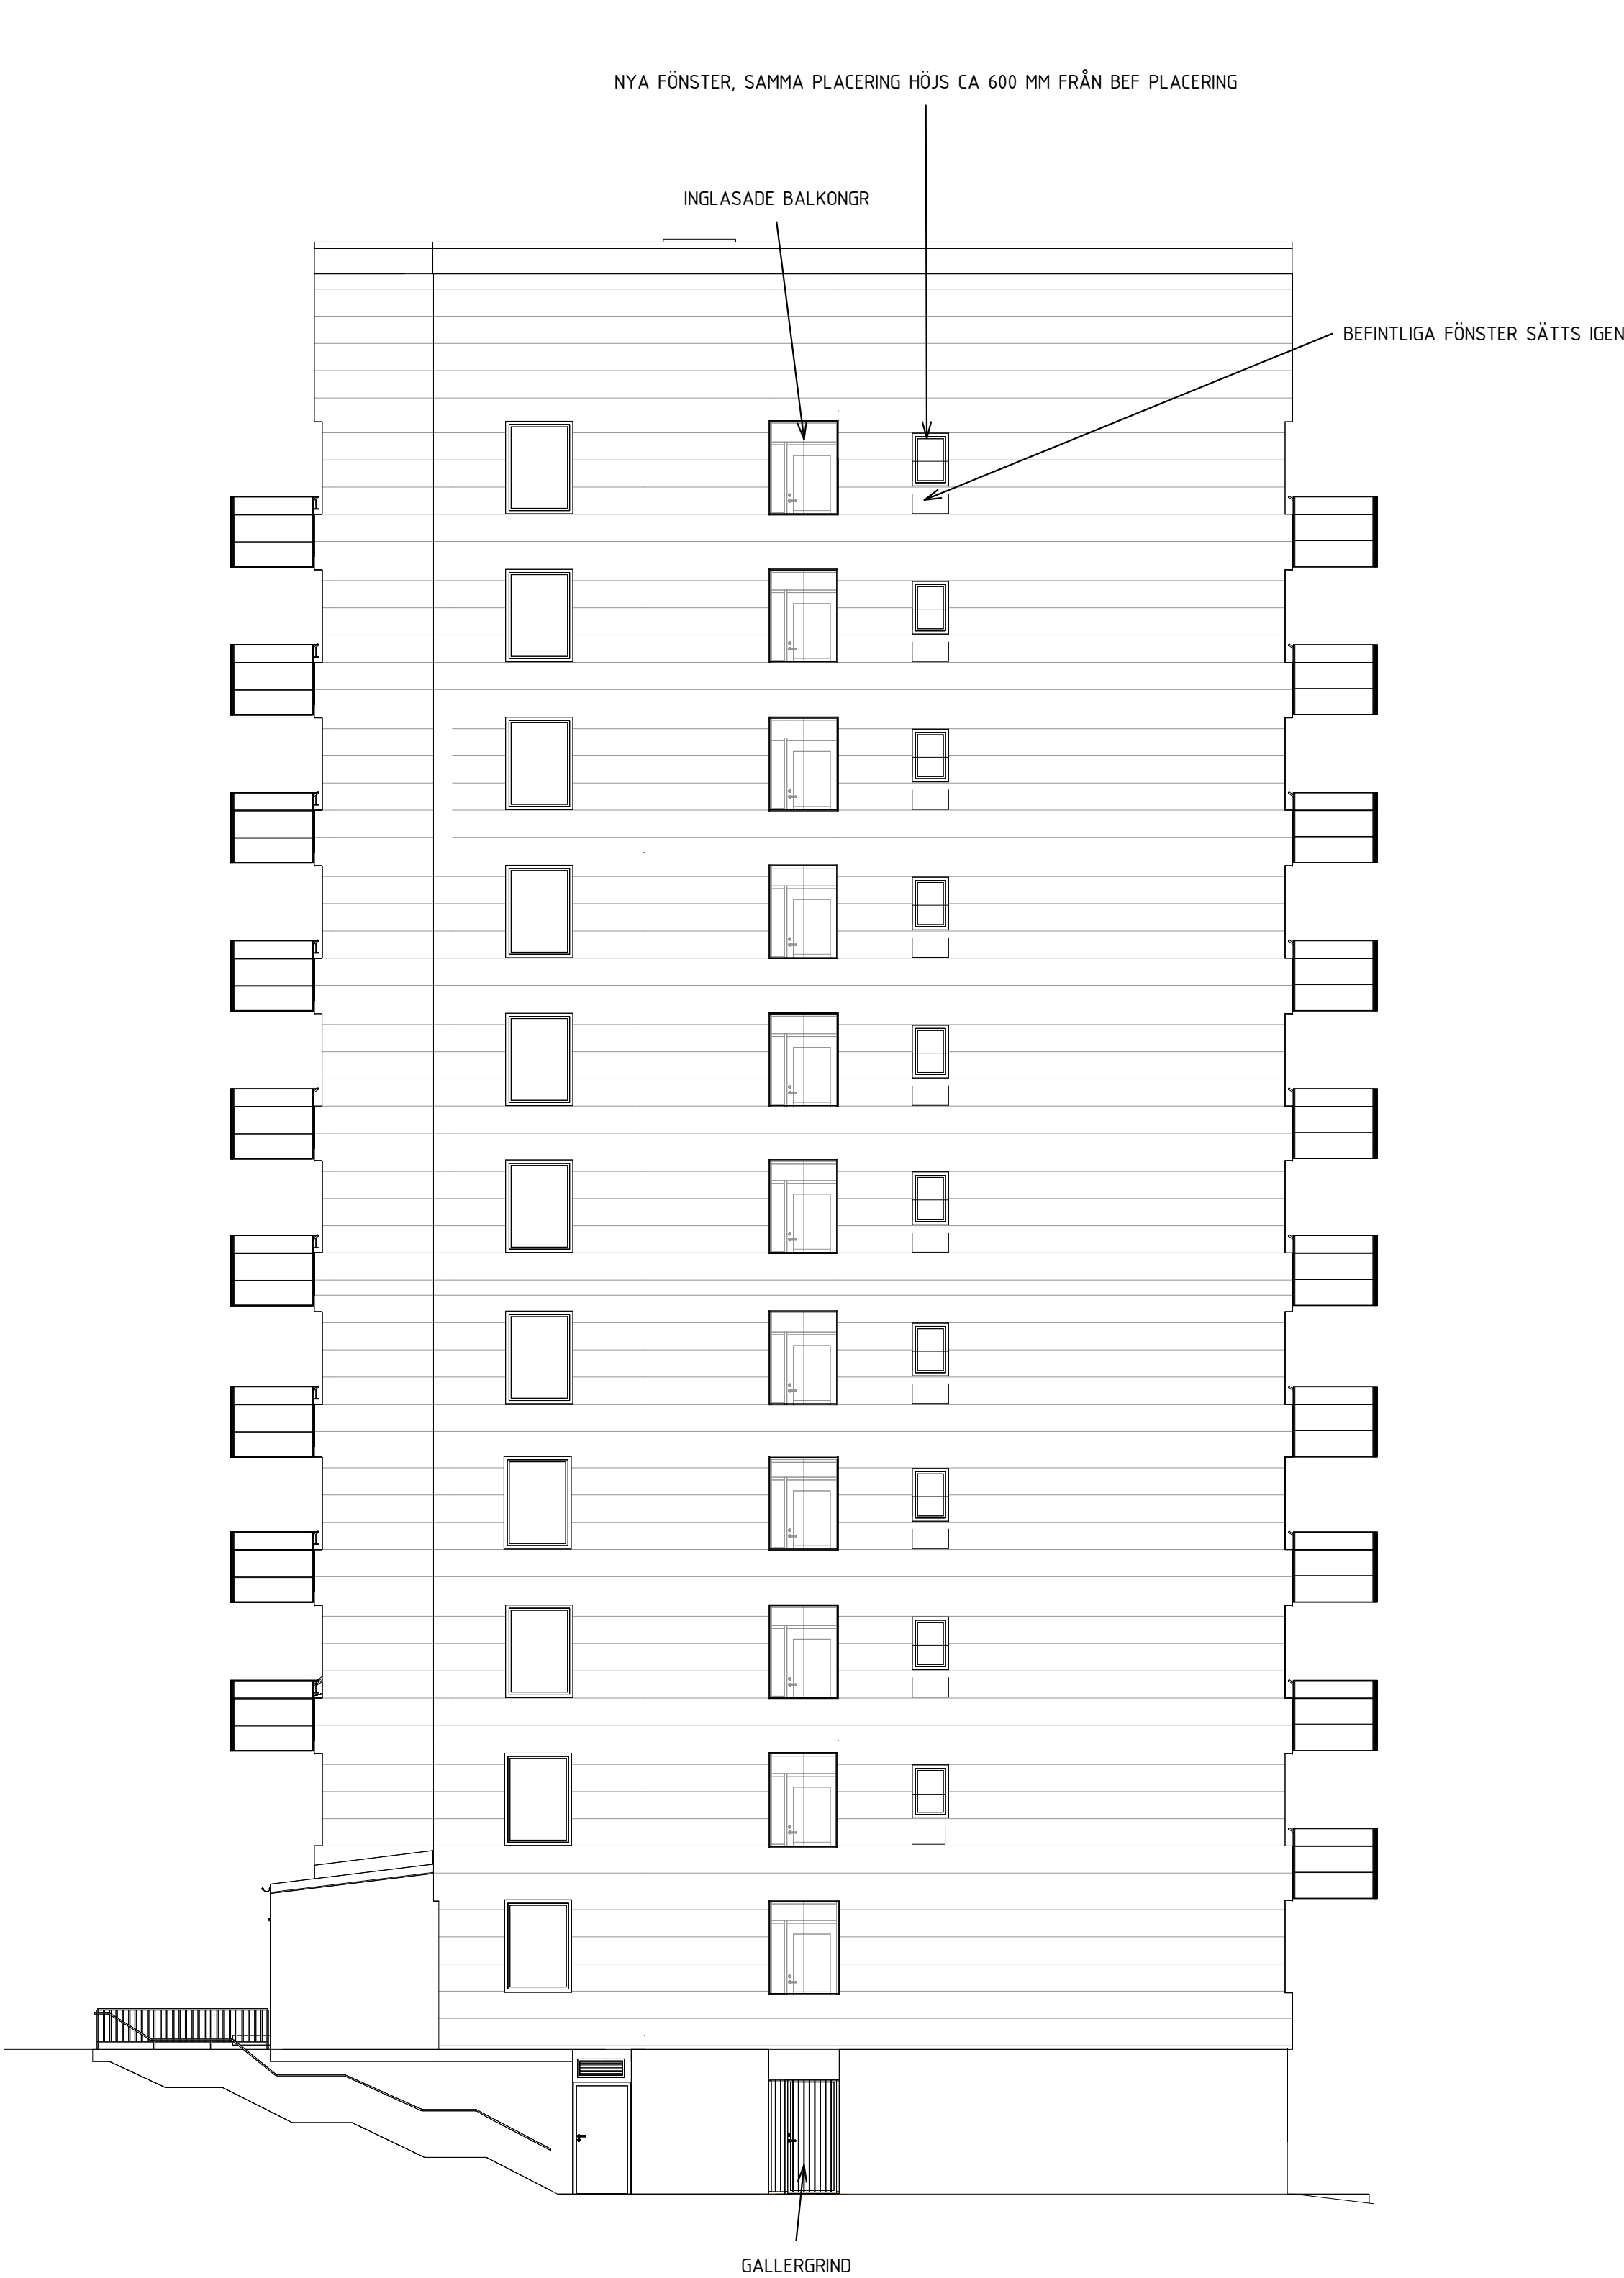 NYA FÖNSTER, SAMMA PLACERING HÖJS CA 600 MM FRÅN BEF PLACERING
INGLASADE BALKONGR
BEFINTLIGA FÖNSTER SÄTTS IGEN
GALLERGRIND